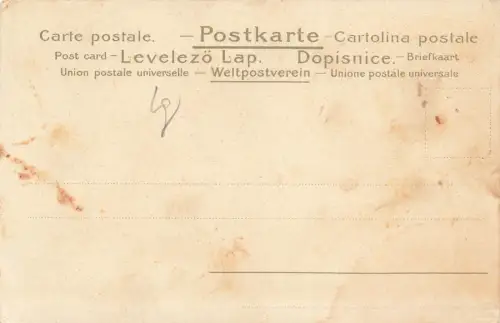 Carte postale. — Postkarte — Cartolina postale
Post card — Levelezö Lap. Dopisnice. — Briefkaart
Union postale universelle — Weltpostverein — Unione postale universale